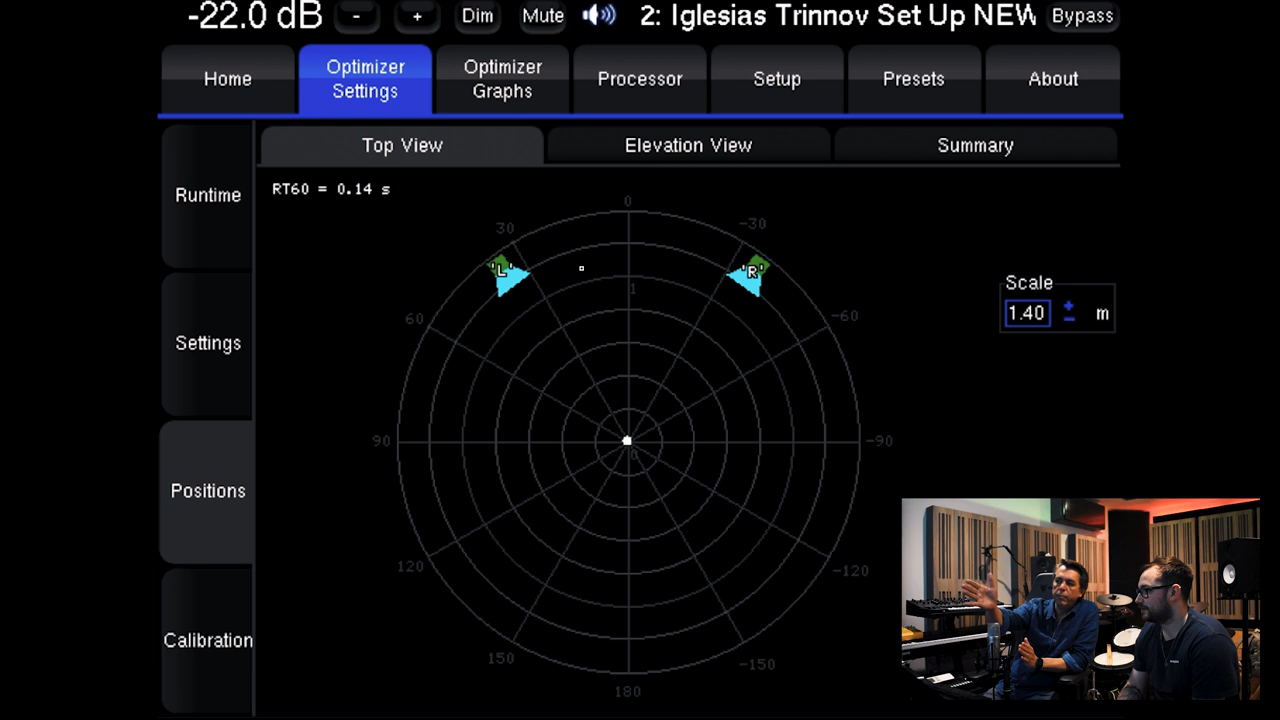 -22.0 dB - + Dim Mute 2: Iglesias Trinnov Set Up NEW Bypass
Home
Optimizer
Settings
Optimizer
Graphs
Processor
Setup
Presets
About
Top View
Elevation View
Summary
Runtime
Settings
Positions
Calibration
RT60 = 0.14 s
0
30
-30
'L'
'R'
1
60
-60
90
0
-90
120
-120
150
-150
180
Scale
1.40 + - m